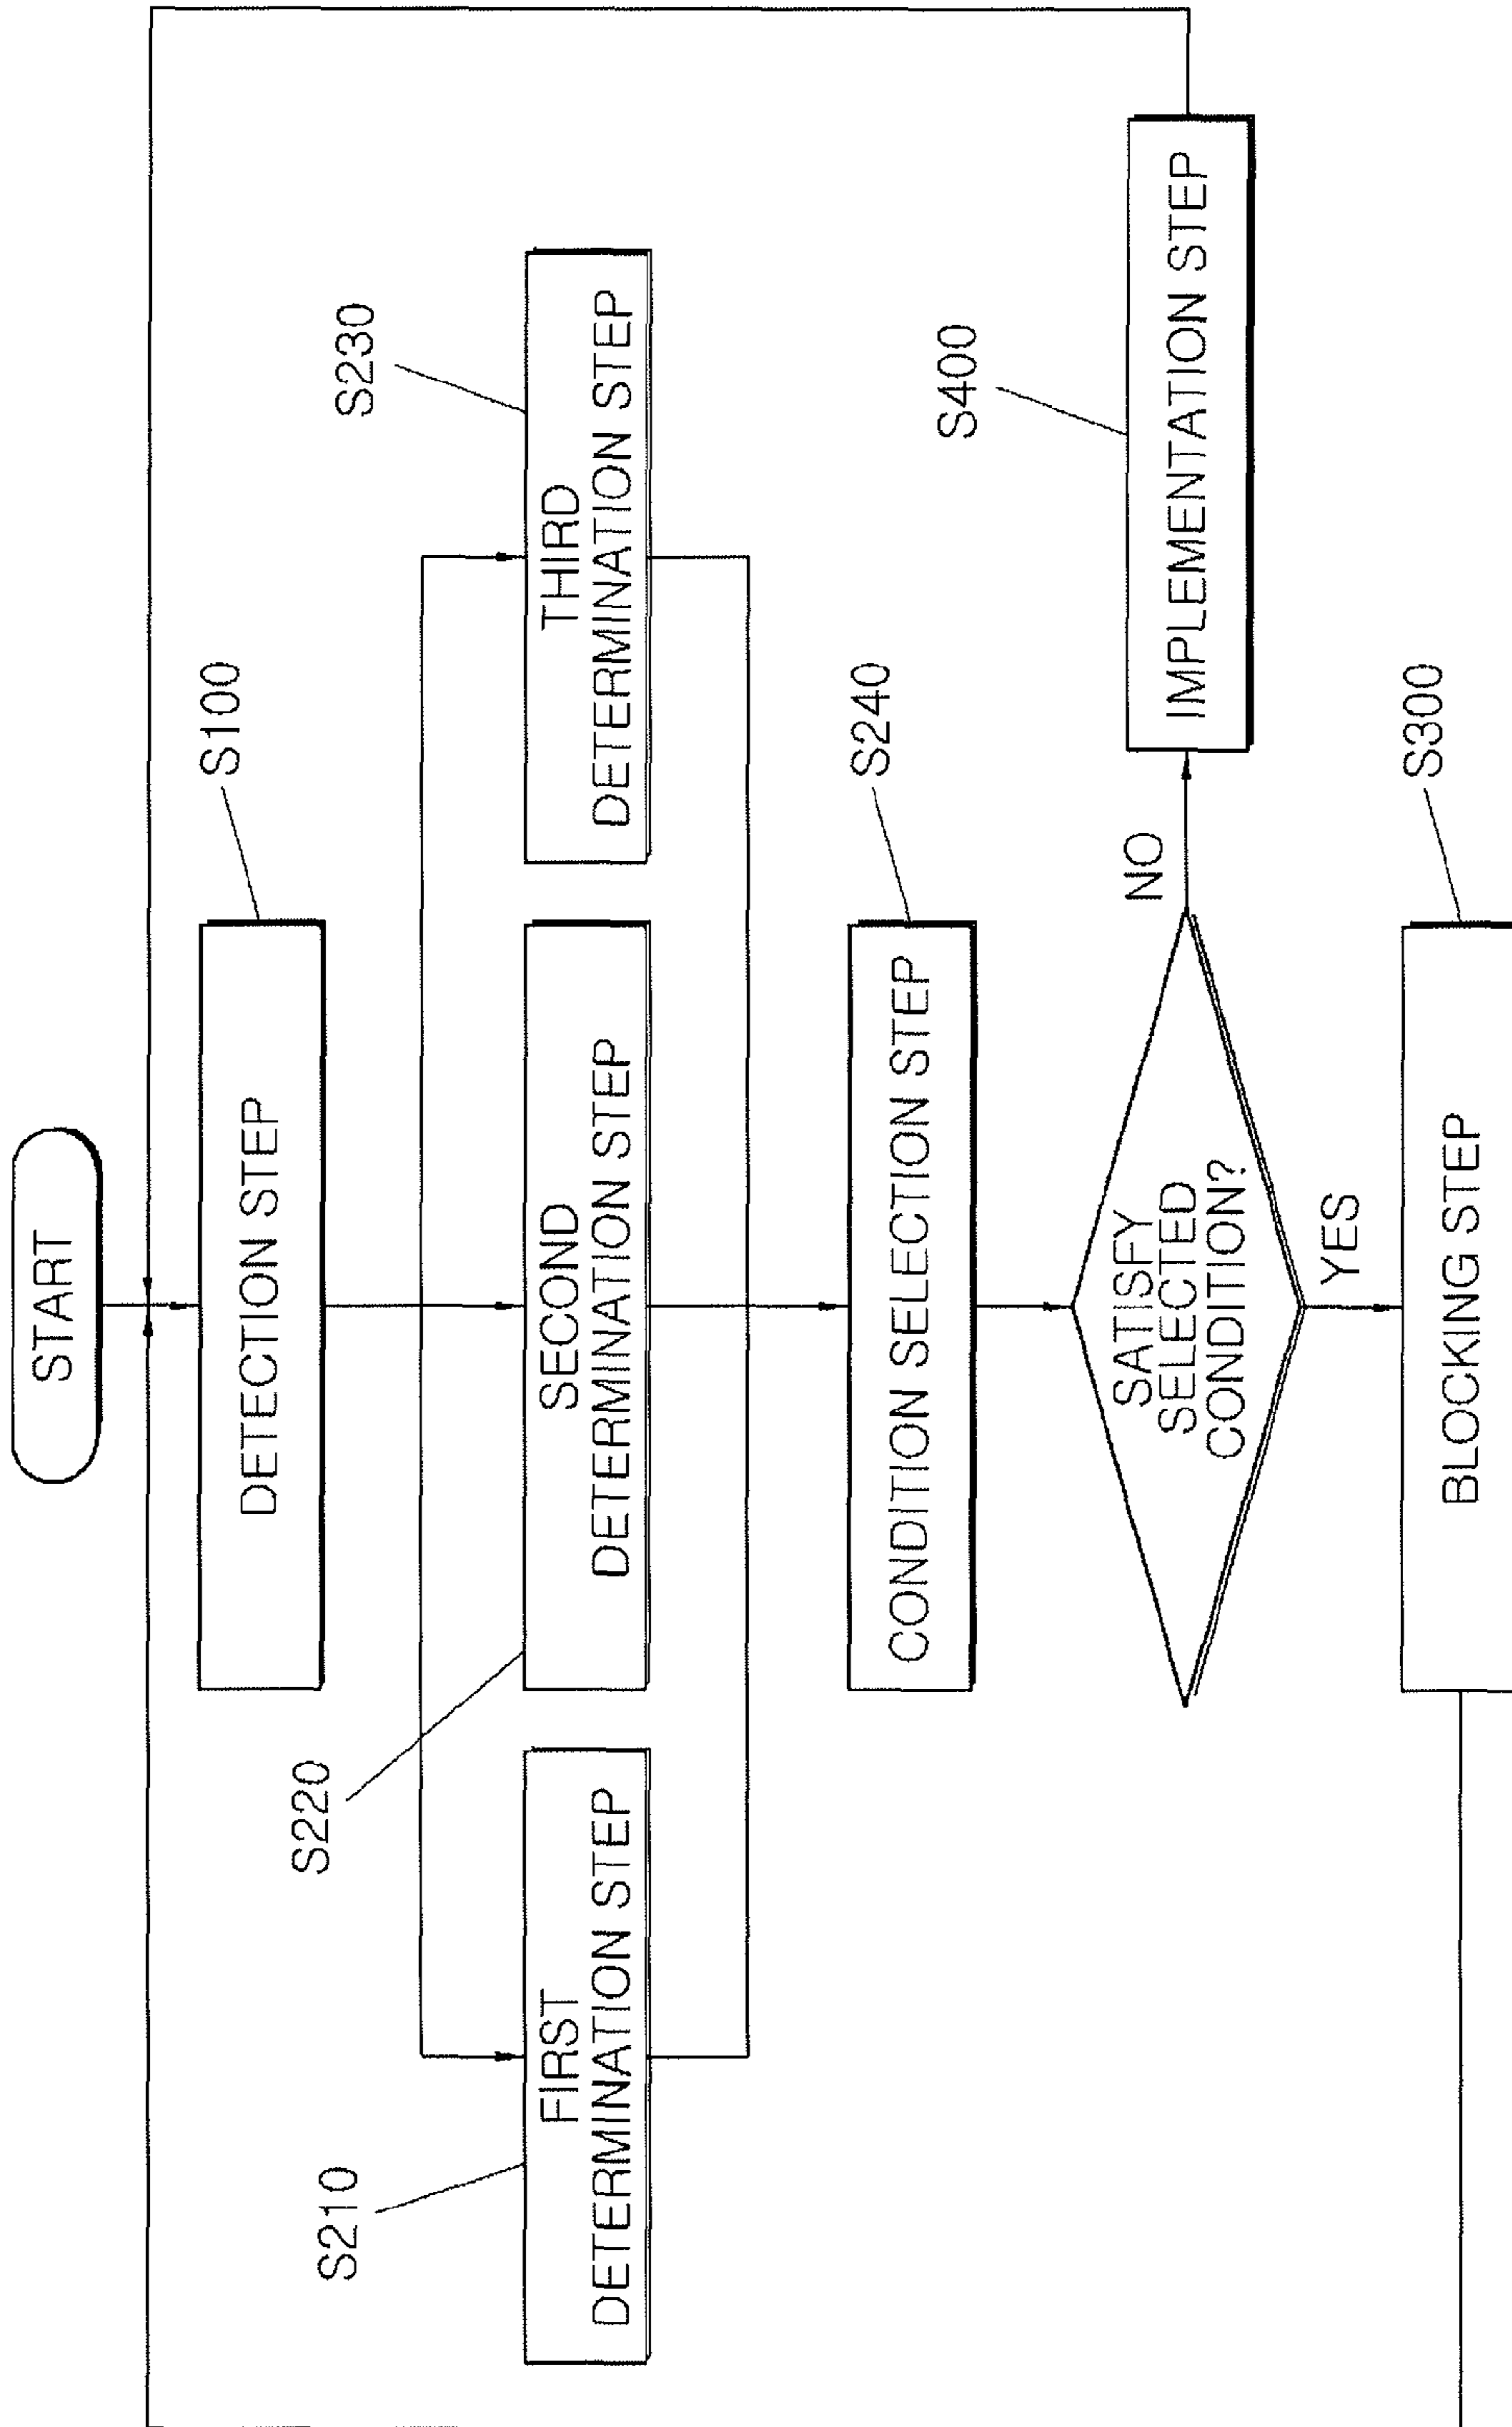 START
DETECTION STEP
S100
S210
FIRST
DETERMINATION STEP
S220
SECOND
DETERMINATION STEP
S230
THIRD
DETERMINATION STEP
CONDITION SELECTION STEP
S240
SATISFY
SELECTED
CONDITION?
NO
IMPLEMENTATION STEP
S400
YES
BLOCKING STEP
S300